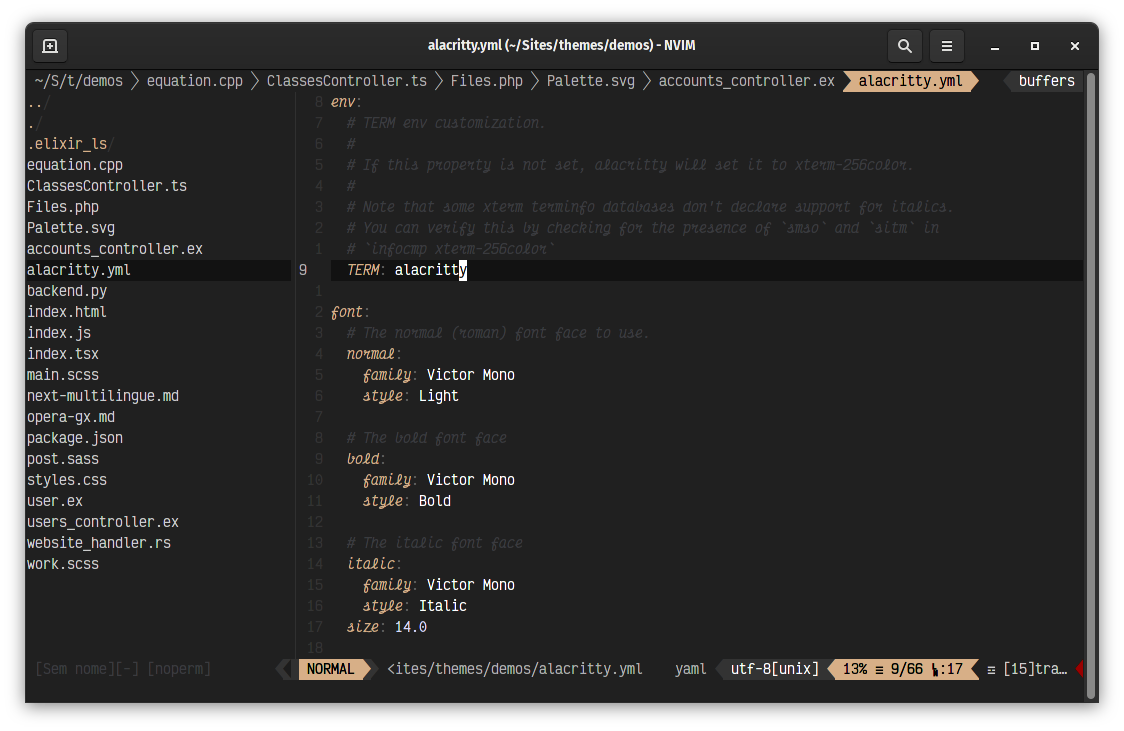 alacritty.yml (~/Sites/themes/demos) - NVIM
~/S/t/demos equation.cpp ClassesController.ts Files.php Palette.svg accounts_controller.ex alacritty.yml buffers
../ 8 env:
./ 7 # TERM env customization.
.elixir_ls/ 6 #
equation.cpp 5 # If this property is not set, alacritty will set it to xterm-256color.
ClassesController.ts 4 #
Files.php 3 # Note that some xterm terminfo databases don't declare support for italics.
Palette.svg 2 # You can verify this by checking for the presence of `smso` and `sitm` in
accounts_controller.ex 1 # `infocmp xterm-256color`
alacritty.yml 9 TERM: alacritty
backend.py 1
index.html 2 font:
index.js 3 # The normal (roman) font face to use.
index.tsx 4 normal:
main.scss 5 family: Victor Mono
next-multilingue.md 6 style: Light
opera-gx.md 7
package.json 8 # The bold font face
post.sass 9 bold:
styles.css 10 family: Victor Mono
user.ex 11 style: Bold
users_controller.ex 12
website_handler.rs 13 # The italic font face
work.scss 14 italic:
15 family: Victor Mono
16 style: Italic
17 size: 14.0
18
[Sem nome][-] [noperm] NORMAL <ites/themes/demos/alacritty.yml yaml utf-8[unix] 13% ≡ 9/66 :17 ☲ [15]tra…